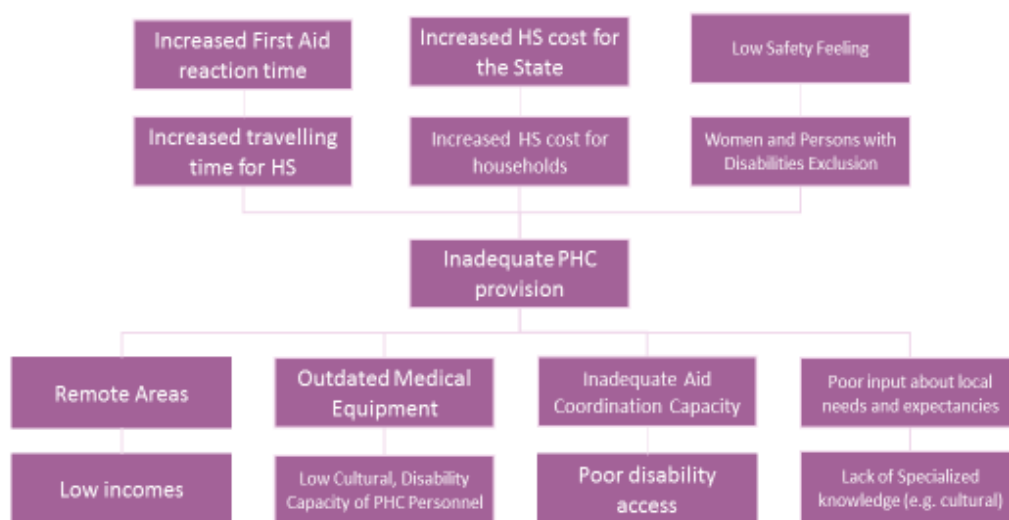 Increased First Aid
reaction time
Increased HS cost for
the State
Low Safety Feeling
Increased travelling
time for HS
Increased HS cost for
households
Women and Persons with
Disabilities Exclusion
Inadequate PHC
provision
Remote Areas
Outdated Medical
Equipment
Inadequate Aid
Coordination Capacity
Poor input about local
needs and expectancies
Low incomes
Low Cultural, Disability
Capacity of PHC Personnel
Poor disability
access
Lack of Specialized
knowledge (e.g. cultural)